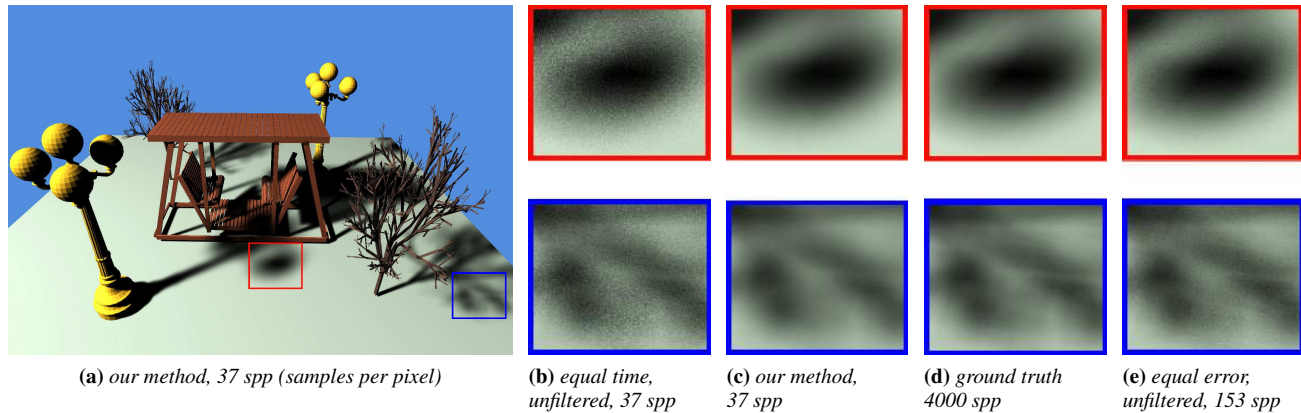 (a) our method, 37 spp (samples per pixel)
(b) equal time,
unfiltered, 37 spp
(c) our method,
37 spp
(d) ground truth
4000 spp
(e) equal error,
unfiltered, 153 spp